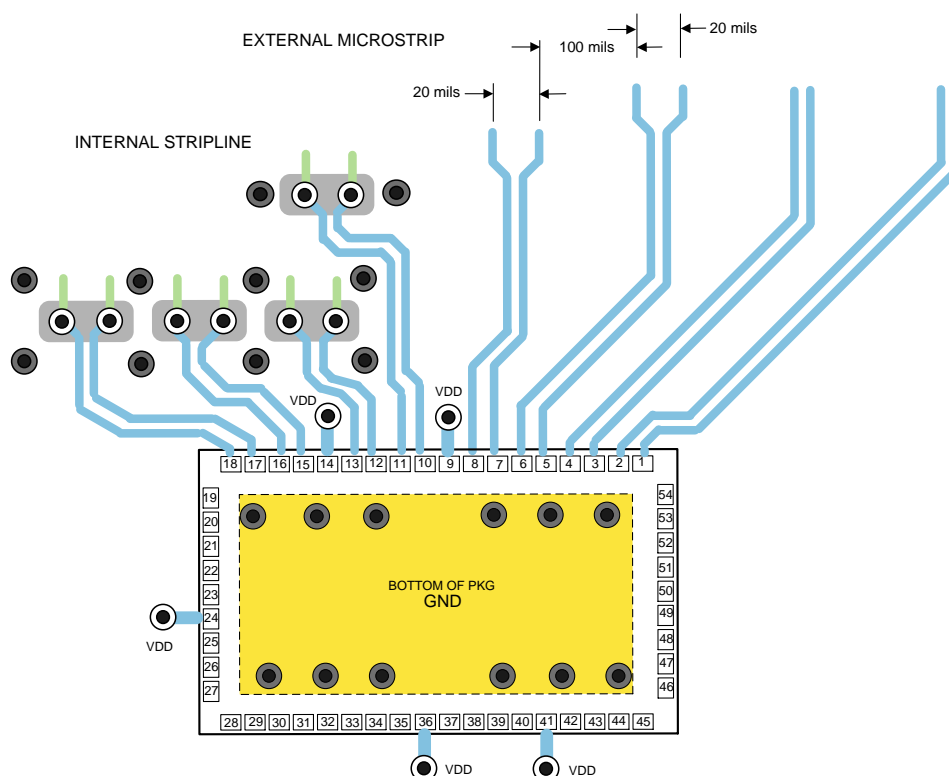 EXTERNAL MICROSTRIP
20 mils
100 mils
20 mils
INTERNAL STRIPLINE
VDD
VDD
18 17 16 15 14 13 12 11 10 9 8 7 6 5 4 3 2 1
19
20
21
22
23
24
25
26
27
54
53
52
51
50
49
48
47
46
BOTTOM OF PKG
GND
VDD
28 29 30 31 32 33 34 35 36 37 38 39 40 41 42 43 44 45
VDD
VDD